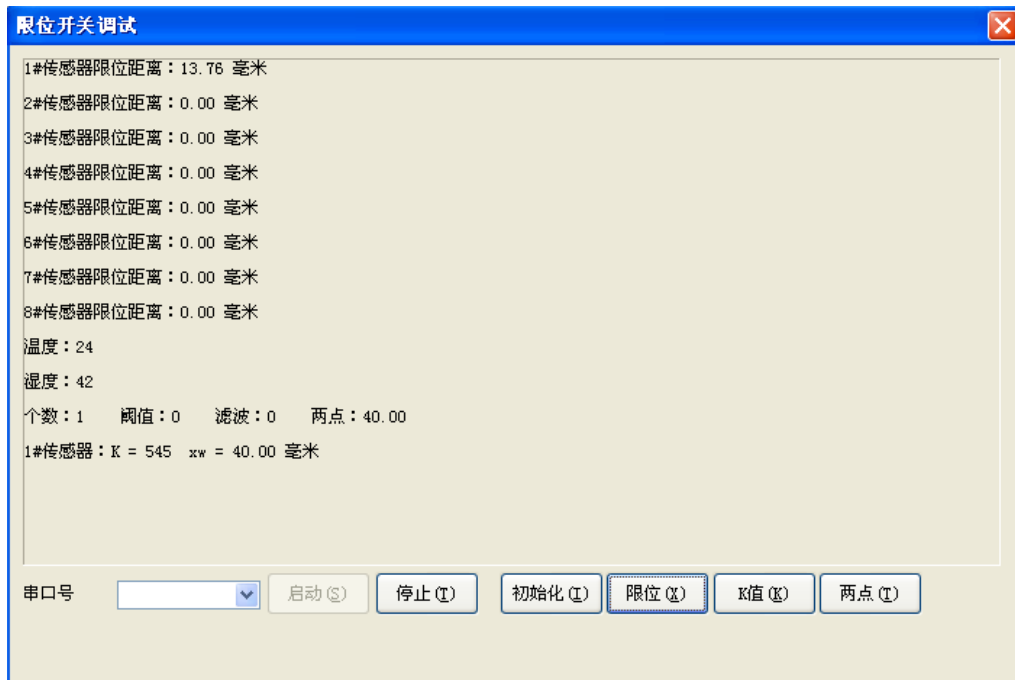 限位开关调试
1#传感器限位距离：13.76 毫米
2#传感器限位距离：0.00 毫米
3#传感器限位距离：0.00 毫米
4#传感器限位距离：0.00 毫米
5#传感器限位距离：0.00 毫米
6#传感器限位距离：0.00 毫米
7#传感器限位距离：0.00 毫米
8#传感器限位距离：0.00 毫米
温度：24
湿度：42
个数：1 阈值：0 滤波：0 两点：40.00
1#传感器：K = 545 xw = 40.00 毫米
串口号 启动(S) 停止(T) 初始化(I) 限位(X) K值(K) 两点(T)